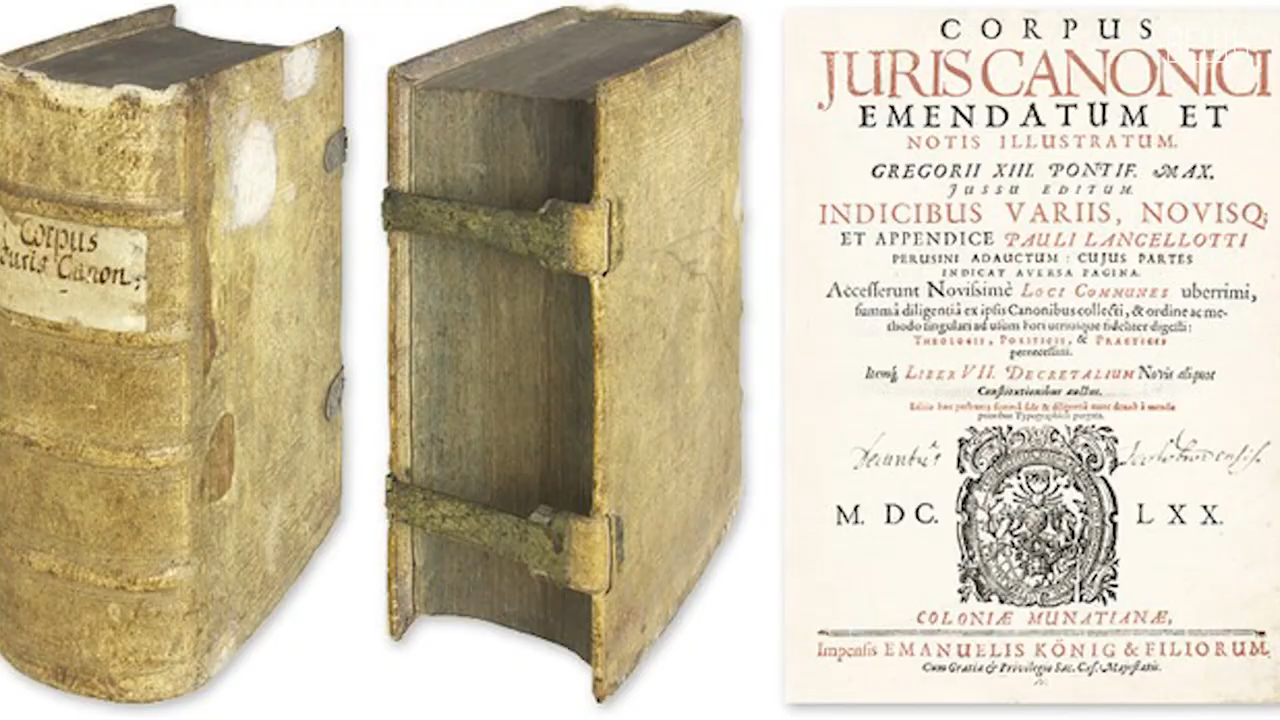 Corpus
Juris Canon:
CORPUS
JURIS CANONICI
EMENDATUM ET
NOTIS ILLUSTRATUM.
GREGORII XIII. PONTIF. MAX.
JUSSU EDITUM.
INDICIBUS VARIIS, NOVISQ;
ET APPENDICE PAULI LANCELLOTTI
PERUSINI ADAUCTUM: CUJUS PARTES
INDICAT AVERSA PAGINA.
Accesserunt Novissimè Loci Communes uberrimi,
summâ diligentiâ ex ipsis Canonibus collecti, & ordine ac me-
thodo singulari ad usum Fori utriusque fideliter digesti:
THEOLOGIS, POLITICIS, & PRACTICIS
pernecessarii.
Itemq; LIBER VII. DECRETALIUM Novis aliquot
Constitutionibus auctus.
M. DC. LXX.
COLONIÆ MUNATIANÆ,
Impensis EMANUELIS KÖNIG & FILIORUM,
Cum Gratia & Privilegio Sac. Cæs. Majestatis.